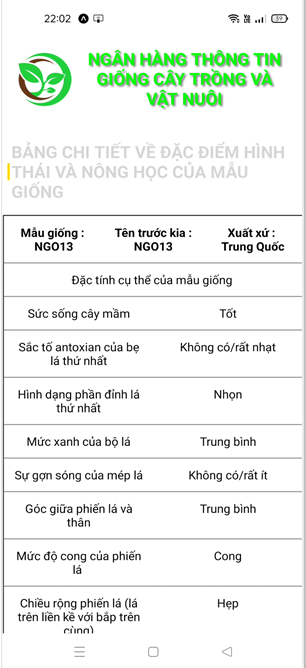 22:02
59
NGÂN HÀNG THÔNG TIN
GIỐNG CÂY TRỒNG VÀ
VẬT NUÔI
BẢNG CHI TIẾT VỀ ĐẶC ĐIỂM HÌNH
THÁI VÀ NÔNG HỌC CỦA MẪU
GIỐNG
Mẫu giống : Tên trước kia : Xuất xứ :
NGO13 NGO13 Trung Quốc
Đặc tính cụ thể của mẫu giống
Sức sống cây mầm Tốt
Sắc tố antoxian của bẹ Không có/rất nhạt
lá thứ nhất
Hình dạng phần đỉnh lá Nhọn
thứ nhất
Mức xanh của bộ lá Trung bình
Sự gợn sóng của mép lá Không có/rất ít
Góc giữa phiến lá và Trung bình
thân
Mức độ cong của phiến Cong
lá
Chiều rộng phiến lá (lá Hẹp
trên liền kề với bắp trên
cùng)